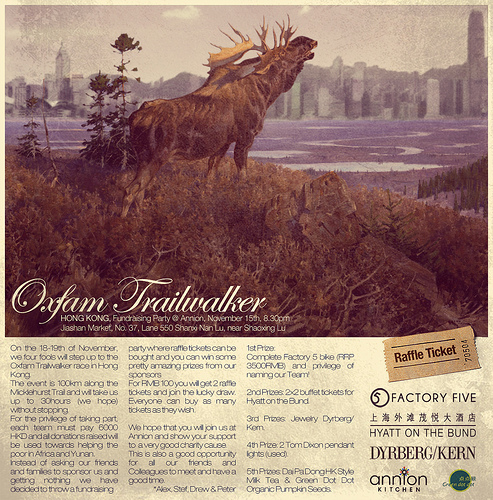 Oxfam Trailwalker
HONG KONG, Fundraising Party @ Annion, November 15th, 8.30pm
Jiashan Market, No. 37, Lane 550 Shanxi Nan Lu, near Shaoxing Lu
On the 18-19th of November,
we four fools will step up to the
Oxfam Trailwalker race in Hong
Kong.
The event is 100km along the
Mcklehurst Trail and will take us
up to 30hours (we hope)
without stopping.
For the privilege of taking part,
each team must pay 6000
HKD and all donations raised will
be used towards helping the
poor in Africa and Yunan.
Instead of asking our friends
and families to sponsor us and
getting nothing we have
decided to throw a fundraising
party where raffle tickets can be
bought and you can win some
pretty amazing prizes from our
sponsors.
For RMB 100 you will get 2 raffle
tickets and join the lucky draw.
Everyone can buy as many
tickets as they wish.
We hope that you will join us at
Annion and show your support
to a very good charity cause.
This is also a good opportunity
for all our friends and
Colleagues to meet and have a
good time.
"Alex, Stef, Drew & Peter
1st Prize:
Complete Factory 5 bike (RRP
3500RMB) and privilege of
naming our Team!
2nd Prizes: 2x2 buffet tickets for
Hyatt on the Bund.
3rd Prizes: Jewelry Dyrberg/
Kern.
4th Prize: 2 Tom Dixon pendant
lights (used).
5th Prizes: Dai Pa Dong HK Style
Milk Tea & Green Dot Dot
Organic Pumpkin Seeds.
Raffle Ticket
70504
5 FACTORY FIVE
上海外滩茂悦大酒店
HYATT ON THE BUND
DYRBERG/KERN
annion
KITCHEN